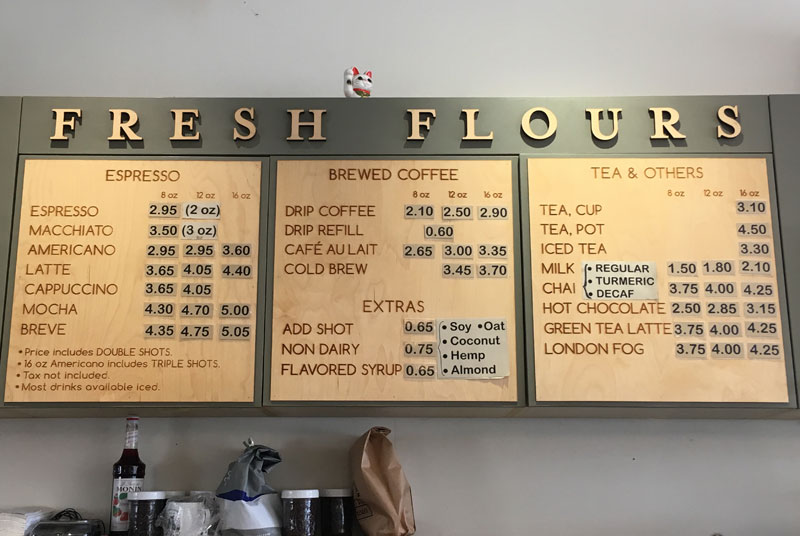 FRESH FLOURS
ESPRESSO
8 oz 12 oz 16 oz
ESPRESSO 2.95 (2 oz)
MACCHIATO 3.50 (3 oz)
AMERICANO 2.95 2.95 3.60
LATTE 3.65 4.05 4.40
CAPPUCCINO 3.65 4.05
MOCHA 4.30 4.70 5.00
BREVE 4.35 4.75 5.05
• Price includes DOUBLE SHOTS.
• 16 oz Americano includes TRIPLE SHOTS.
• Tax not included.
• Most drinks available iced.
BREWED COFFEE
8 oz 12 oz 16 oz
DRIP COFFEE 2.10 2.50 2.90
DRIP REFILL 0.60
CAFÉ AU LAIT 2.65 3.00 3.35
COLD BREW 3.45 3.70
EXTRAS
ADD SHOT 0.65
NON DAIRY 0.75
FLAVORED SYRUP 0.65
• Soy • Oat
• Coconut
• Hemp
• Almond
TEA & OTHERS
8 oz 12 oz 16 oz
TEA, CUP 3.10
TEA, POT 4.50
ICED TEA 3.30
MILK 1.50 1.80 2.10
CHAI 3.75 4.00 4.25
• REGULAR
• TURMERIC
• DECAF
HOT CHOCOLATE 2.50 2.85 3.15
GREEN TEA LATTE 3.75 4.00 4.25
LONDON FOG 3.75 4.00 4.25
MONIN